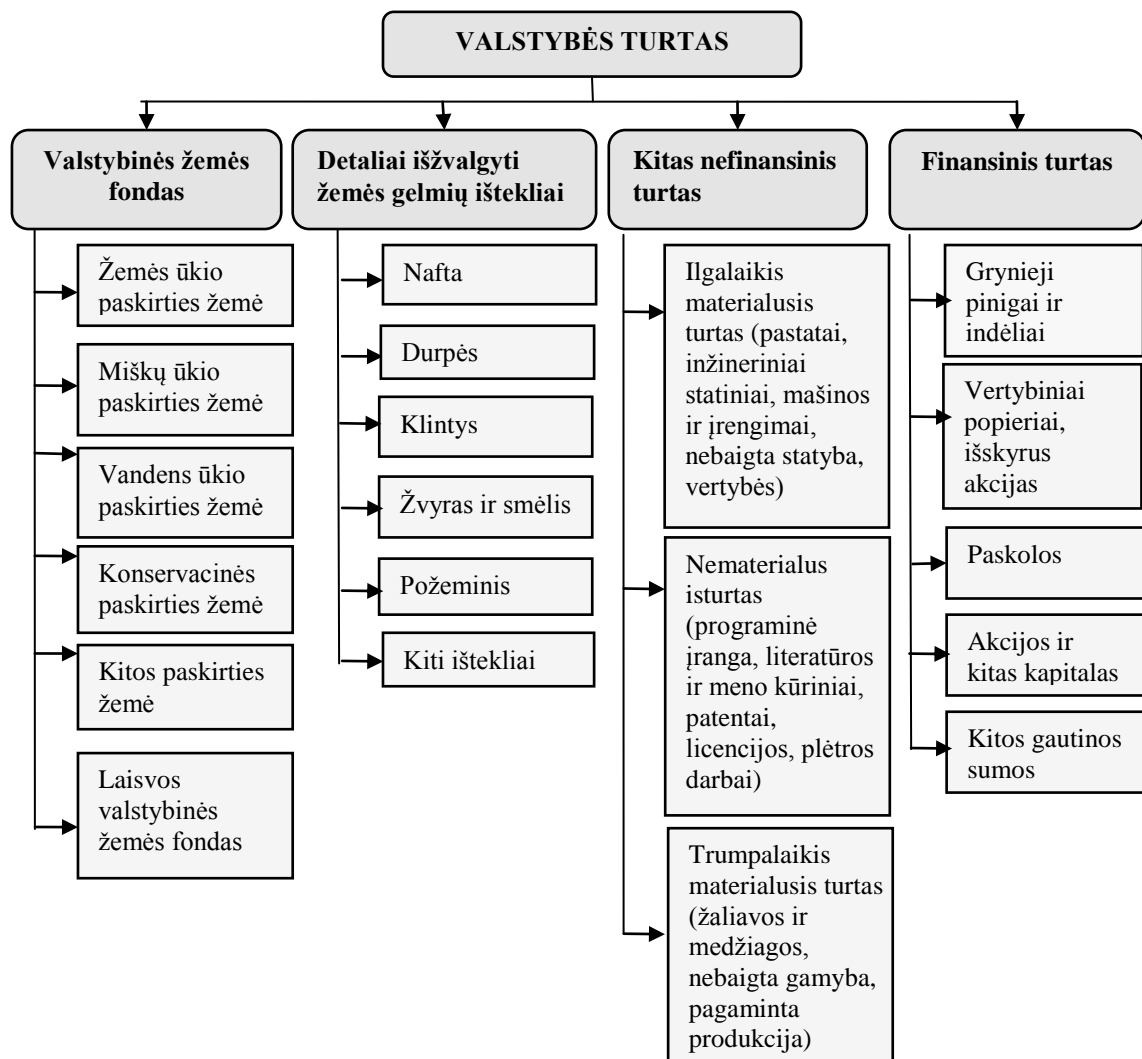 VALSTYBĖS TURTAS
Valstybinės žemės
fondas
Žemės ūkio
paskirties žemė
Miškų ūkio
paskirties žemė
Vandens ūkio
paskirties žemė
Konservacinės
paskirties žemė
Kitos paskirties
žemė
Laisvos
valstybinės
žemės fondas
Detaliai išžvalgyti
žemės gelmių ištekliai
Nafta
Durpės
Klintys
Žvyras ir smėlis
Požeminis
Kiti ištekliai
Kitas nefinansinis
turtas
Ilgalaikis
materialusis
turtas (pastatai,
inžineriniai
statiniai, mašinos
ir įrengimai,
nebaigta statyba,
vertybės)
Nematerialus
isturtas
(programinė
įranga, literatūros
ir meno kūriniai,
patentai,
licencijos, plėtros
darbai)
Trumpalaikis
materialusis turtas
(žaliavos ir
medžiagos,
nebaigta gamyba,
pagaminta
produkcija)
Finansinis turtas
Grynieji
pinigai ir
indėliai
Vertybiniai
popieriai,
išskyrus
akcijas
Paskolos
Akcijos ir
kitas kapitalas
Kitos gautinos
sumos